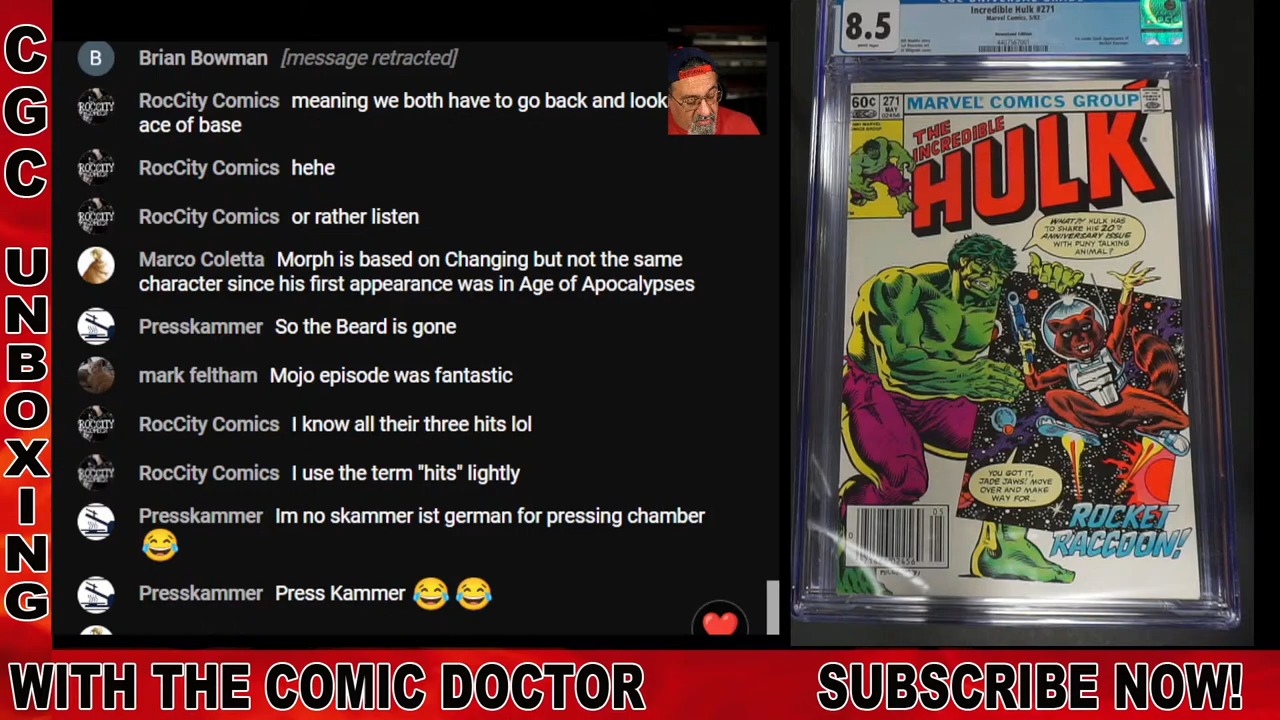 CGC UNBOXING
B
Brian Bowman [message retracted]
RocCity Comics meaning we both have to go back and look
ace of base
RocCity Comics hehe
RocCity Comics or rather listen
Marco Coletta Morph is based on Changing but not the same
character since his first appearance was in Age of Apocalypses
Presskammer So the Beard is gone
mark feltham Mojo episode was fantastic
RocCity Comics I know all their three hits lol
RocCity Comics I use the term "hits" lightly
Presskammer Im no skammer ist german for pressing chamber
😂
Presskammer Press Kammer 😂 😂
8.5
Incredible Hulk #271
Marvel Comics, 5/82
4407567001
60¢
271
MAY
02456
MARVEL COMICS GROUP
THE
INCREDIBLE
HULK
WHAT?! HULK HAS
TO SHARE HIS 20TH
ANNIVERSARY ISSUE
WITH PUNY TALKING
ANIMAL?
YOU GOT IT,
JADE JAWS! MOVE
OVER AND MAKE
WAY FOR...
ROCKET
RACCOON!
05
WITH THE COMIC DOCTOR
SUBSCRIBE NOW!